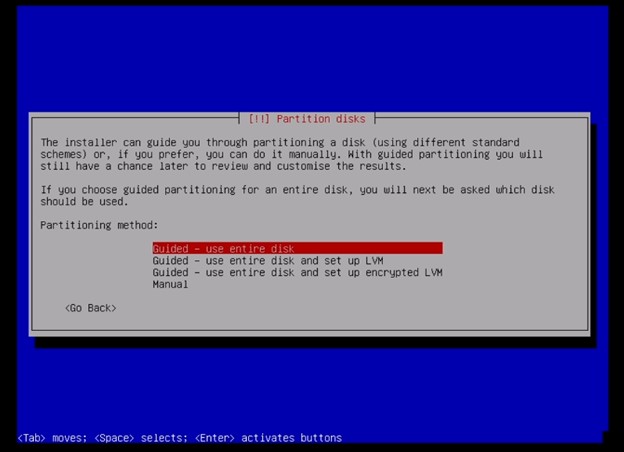 [!!] Partition disks
The installer can guide you through partitioning a disk (using different standard
schemes) or, if you prefer, you can do it manually. With guided partitioning you will
still have a chance later to review and customise the results.
If you choose guided partitioning for an entire disk, you will next be asked which disk
should be used.
Partitioning method:
Guided - use entire disk
Guided - use entire disk and set up LVM
Guided - use entire disk and set up encrypted LVM
Manual
<Go Back>
<Tab> moves; <Space> selects; <Enter> activates buttons